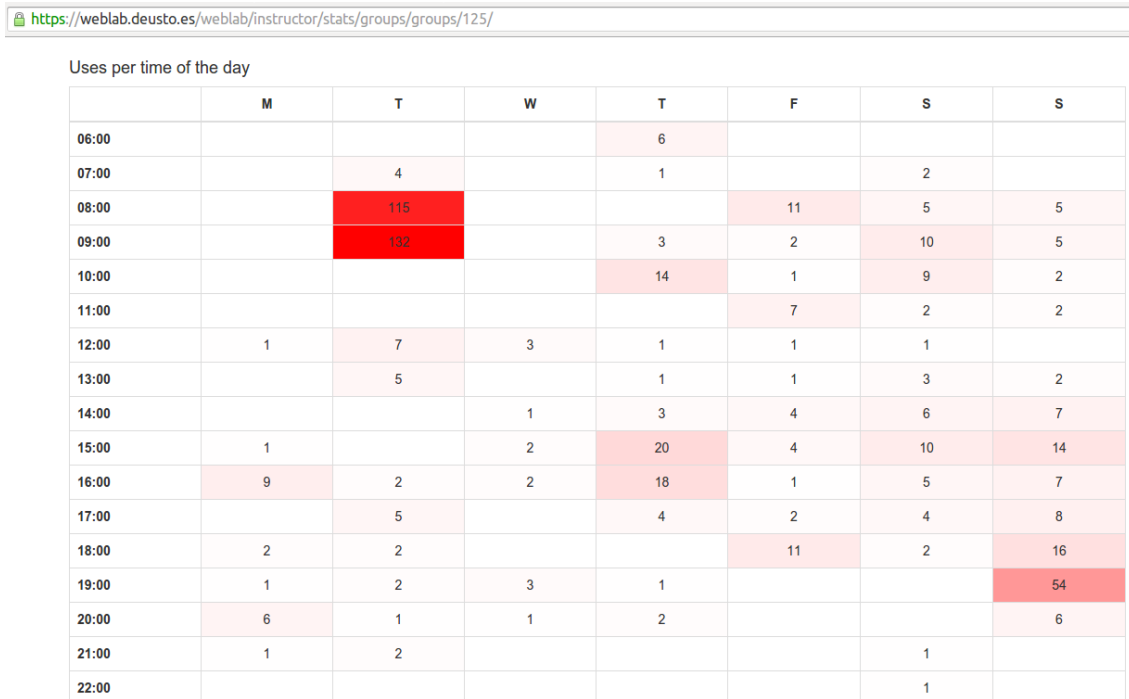 https://weblab.deusto.es/weblab/instructor/stats/groups/groups/125/
Uses per time of the day
M T W T F S S
06:00 6
07:00 4 1 2
08:00 115 11 5 5
09:00 132 3 2 10 5
10:00 14 1 9 2
11:00 7 2 2
12:00 1 7 3 1 1 1
13:00 5 1 1 3 2
14:00 1 3 4 6 7
15:00 1 2 20 4 10 14
16:00 9 2 2 18 1 5 7
17:00 5 4 2 4 8
18:00 2 2 11 2 16
19:00 1 2 3 1 54
20:00 6 1 1 2 6
21:00 1 2 1
22:00 1